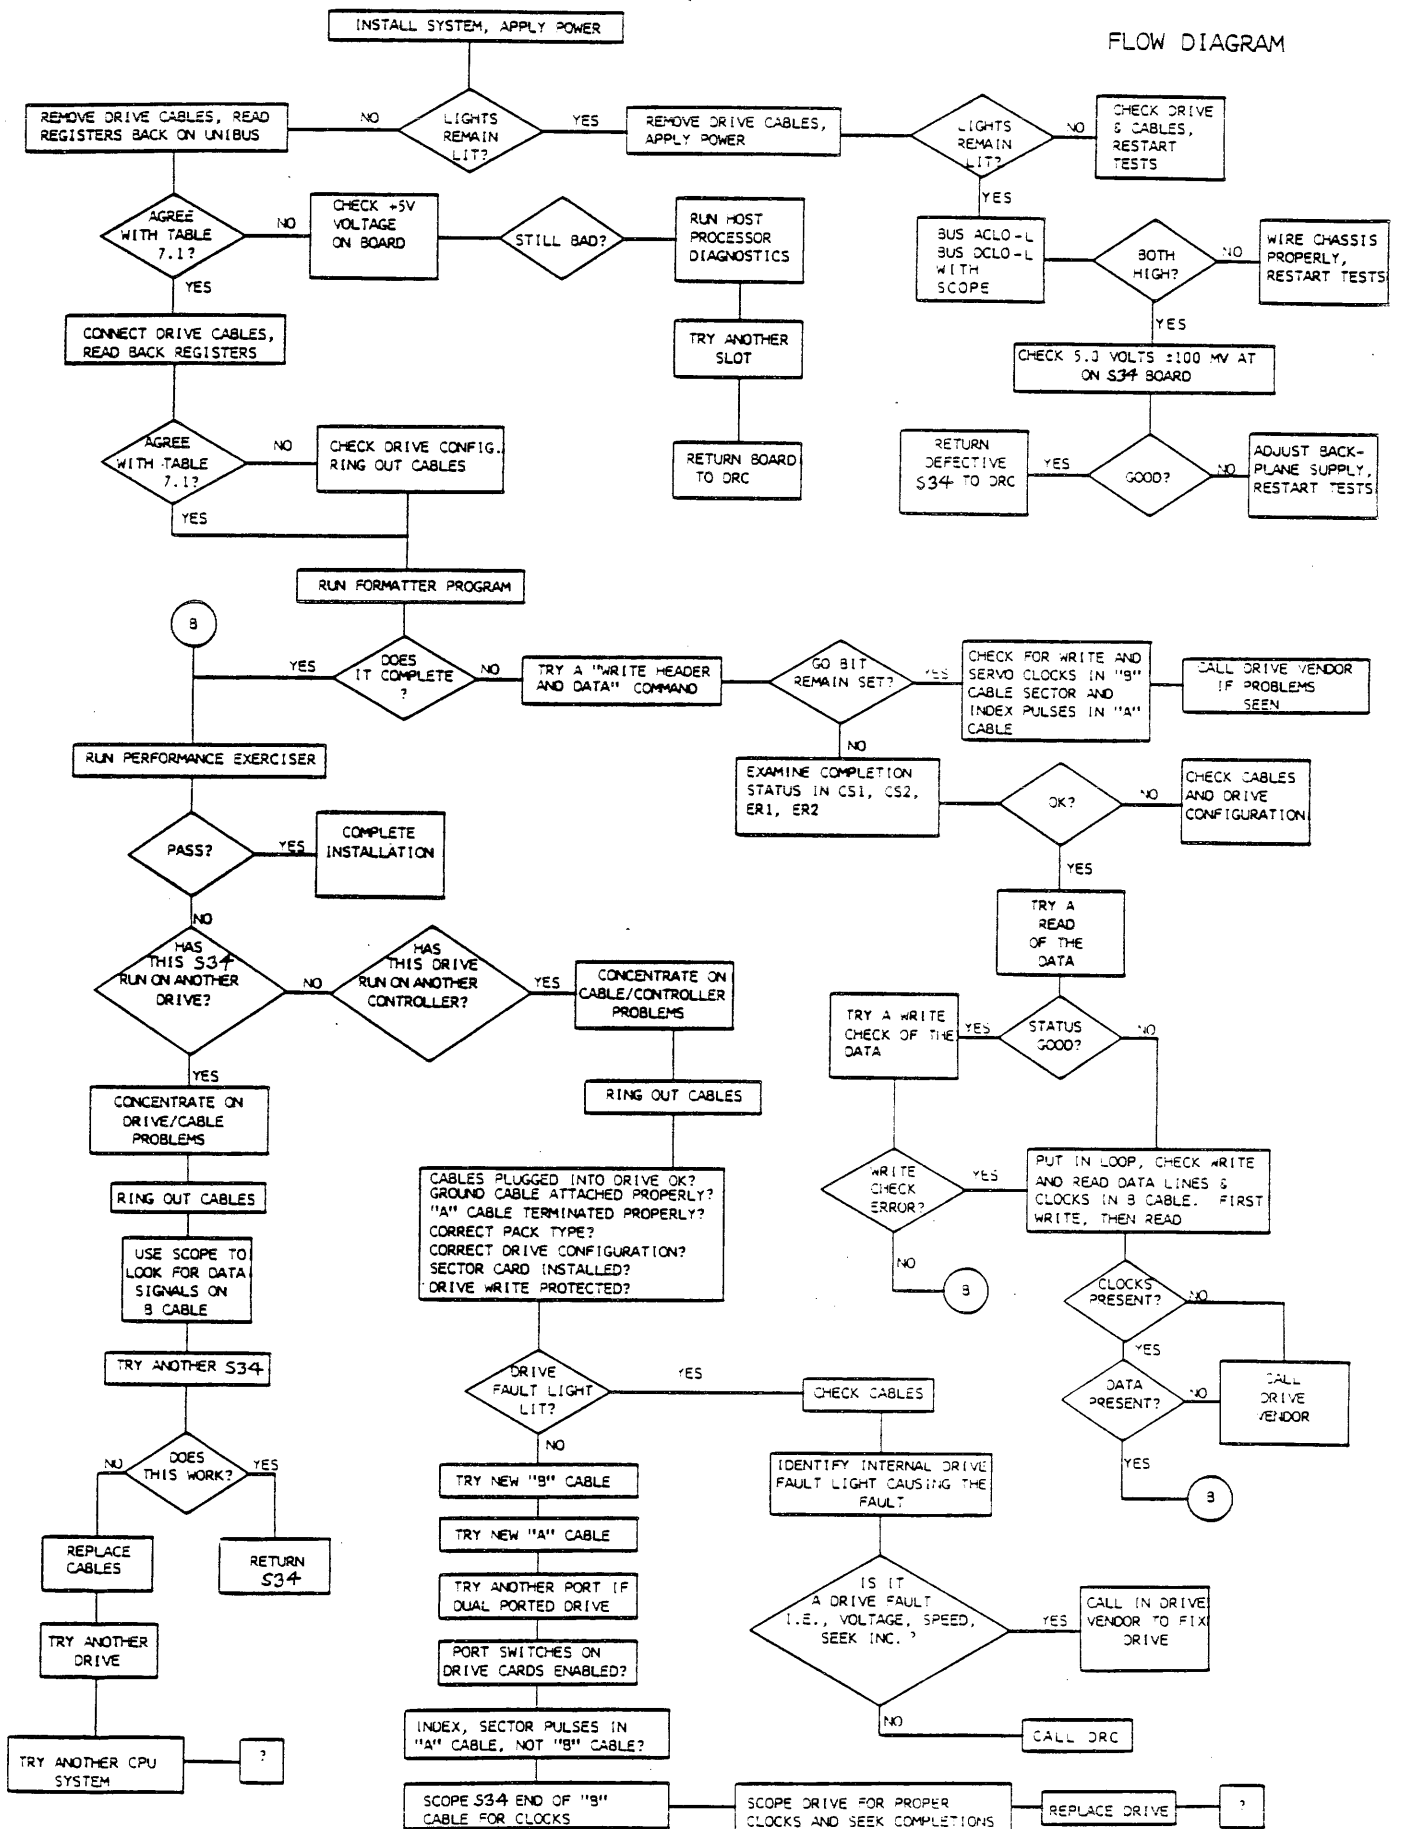 INSTALL SYSTEM, APPLY POWER
FLOW DIAGRAM
REMOVE DRIVE CABLES, READ
REGISTERS BACK ON UNIBUS
NO
LIGHTS
REMAIN
LIT?
YES
REMOVE DRIVE CABLES,
APPLY POWER
LIGHTS
REMAIN
LIT?
NO
CHECK DRIVE
& CABLES,
RESTART
TESTS
YES
AGREE
WITH TABLE
7.1?
NO
CHECK +5V
VOLTAGE
ON BOARD
STILL BAD?
RUN HOST
PROCESSOR
DIAGNOSTICS
BUS ACLO-L
BUS DCLO-L
WITH
SCOPE
BOTH
HIGH?
NO
WIRE CHASSIS
PROPERLY,
RESTART TESTS
YES
YES
CONNECT DRIVE CABLES,
READ BACK REGISTERS
TRY ANOTHER
SLOT
CHECK 5.0 VOLTS ±100 MV AT
ON S34 BOARD
AGREE
WITH TABLE
7.1?
NO
CHECK DRIVE CONFIG.
RING OUT CABLES
RETURN BOARD
TO DRC
RETURN
DEFECTIVE
S34 TO DRC
YES
GOOD?
NO
ADJUST BACK-
PLANE SUPPLY,
RESTART TESTS
YES
RUN FORMATTER PROGRAM
B
YES
DOES
IT COMPLETE
?
NO
TRY A "WRITE HEADER
AND DATA" COMMAND
GO BIT
REMAIN SET?
YES
CHECK FOR WRITE AND
SERVO CLOCKS IN "B"
CABLE SECTOR AND
INDEX PULSES IN "A"
CABLE
CALL DRIVE VENDOR
IF PROBLEMS
SEEN
NO
RUN PERFORMANCE EXERCISER
EXAMINE COMPLETION
STATUS IN CS1, CS2,
ER1, ER2
OK?
NO
CHECK CABLES
AND DRIVE
CONFIGURATION
PASS?
YES
COMPLETE
INSTALLATION
YES
NO
TRY A
READ
OF THE
DATA
HAS
THIS S34
RUN ON ANOTHER
DRIVE?
NO
HAS
THIS DRIVE
RUN ON ANOTHER
CONTROLLER?
YES
CONCENTRATE ON
CABLE/CONTROLLER
PROBLEMS
TRY A WRITE
CHECK OF THE
DATA
YES
STATUS
GOOD?
NO
YES
CONCENTRATE ON
DRIVE/CABLE
PROBLEMS
RING OUT CABLES
RING OUT CABLES
CABLES PLUGGED INTO DRIVE OK?
GROUND CABLE ATTACHED PROPERLY?
"A" CABLE TERMINATED PROPERLY?
CORRECT PACK TYPE?
CORRECT DRIVE CONFIGURATION?
SECTOR CARD INSTALLED?
DRIVE WRITE PROTECTED?
WRITE
CHECK
ERROR?
YES
PUT IN LOOP, CHECK WRITE
AND READ DATA LINES &
CLOCKS IN B CABLE. FIRST
WRITE, THEN READ
USE SCOPE TO
LOOK FOR DATA
SIGNALS ON
B CABLE
NO
B
CLOCKS
PRESENT?
NO
YES
TRY ANOTHER S34
DRIVE
FAULT LIGHT
LIT?
YES
CHECK CABLES
DATA
PRESENT?
NO
CALL
DRIVE
VENDOR
NO
DOES
THIS WORK?
YES
NO
TRY NEW "B" CABLE
IDENTIFY INTERNAL DRIVE
FAULT LIGHT CAUSING THE
FAULT
YES
B
TRY NEW "A" CABLE
REPLACE
CABLES
RETURN
S34
TRY ANOTHER PORT IF
DUAL PORTED DRIVE
IS IT
A DRIVE FAULT
I.E., VOLTAGE, SPEED,
SEEK INC. ?
YES
CALL IN DRIVE
VENDOR TO FIX
DRIVE
TRY ANOTHER
DRIVE
PORT SWITCHES ON
DRIVE CARDS ENABLED?
NO
CALL DRC
INDEX, SECTOR PULSES IN
"A" CABLE, NOT "B" CABLE?
TRY ANOTHER CPU
SYSTEM
?
SCOPE S34 END OF "B"
CABLE FOR CLOCKS
SCOPE DRIVE FOR PROPER
CLOCKS AND SEEK COMPLETIONS
REPLACE DRIVE
?